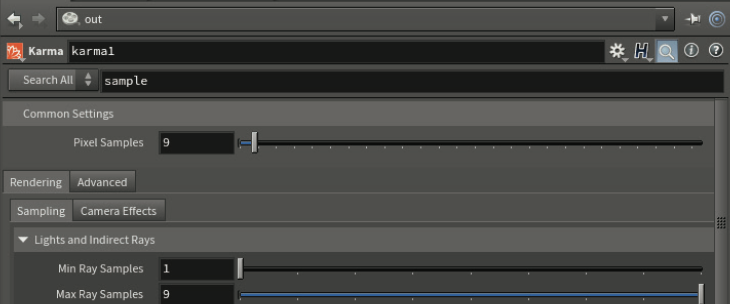 out
Karma karma1
Search All sample
Common Settings
Pixel Samples 9
Rendering Advanced
Sampling Camera Effects
Lights and Indirect Rays
Min Ray Samples 1
Max Ray Samples 9